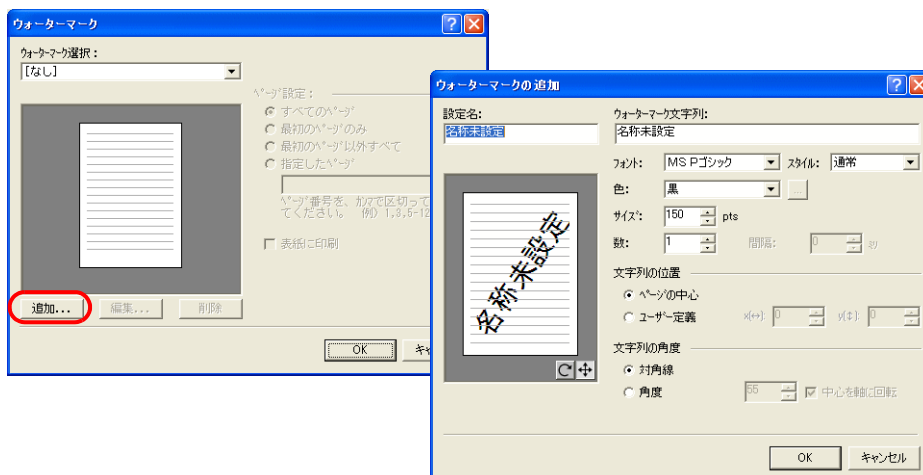 ウォーターマーク
ウォーターマーク選択：
[なし]
ページ設定：
すべてのページ
最初のページのみ
最初のページ以外すべて
指定したページ
ページ番号を、カンマで区切って
てください。 例) 1,3,5-12
表紙に印刷
追加...
編集...
削除
OK
キャ
ウォーターマークの追加
設定名:
名称未設定
名称未設定
ウォーターマーク文字列:
名称未設定
フォント:
MS Pゴシック
スタイル:
通常
色:
黒
...
サイズ:
150
pts
数:
1
間隔:
0
ミリ
文字列の位置
ページの中心
ユーザー定義
x(↔):
0
y(↕):
0
文字列の角度
対角線
角度
55
中心を軸に回転
OK
キャンセル